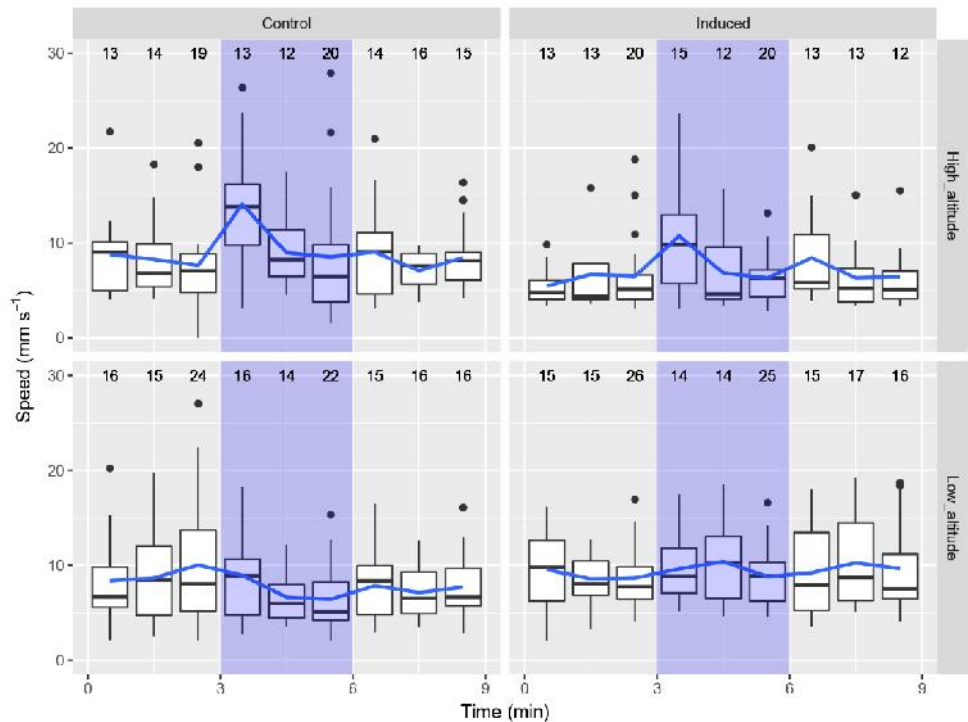 Control
Induced
30
13 14 19 13 12 20 14 16 15
13 13 20 15 12 20 13 13 12
20
10
0
High_altitude
30
16 15 24 16 14 22 15 16 16
15 15 26 14 14 25 15 17 16
20
10
0
Low_altitude
Speed (mm s⁻¹)
0 3 6 9
0 3 6 9
Time (min)